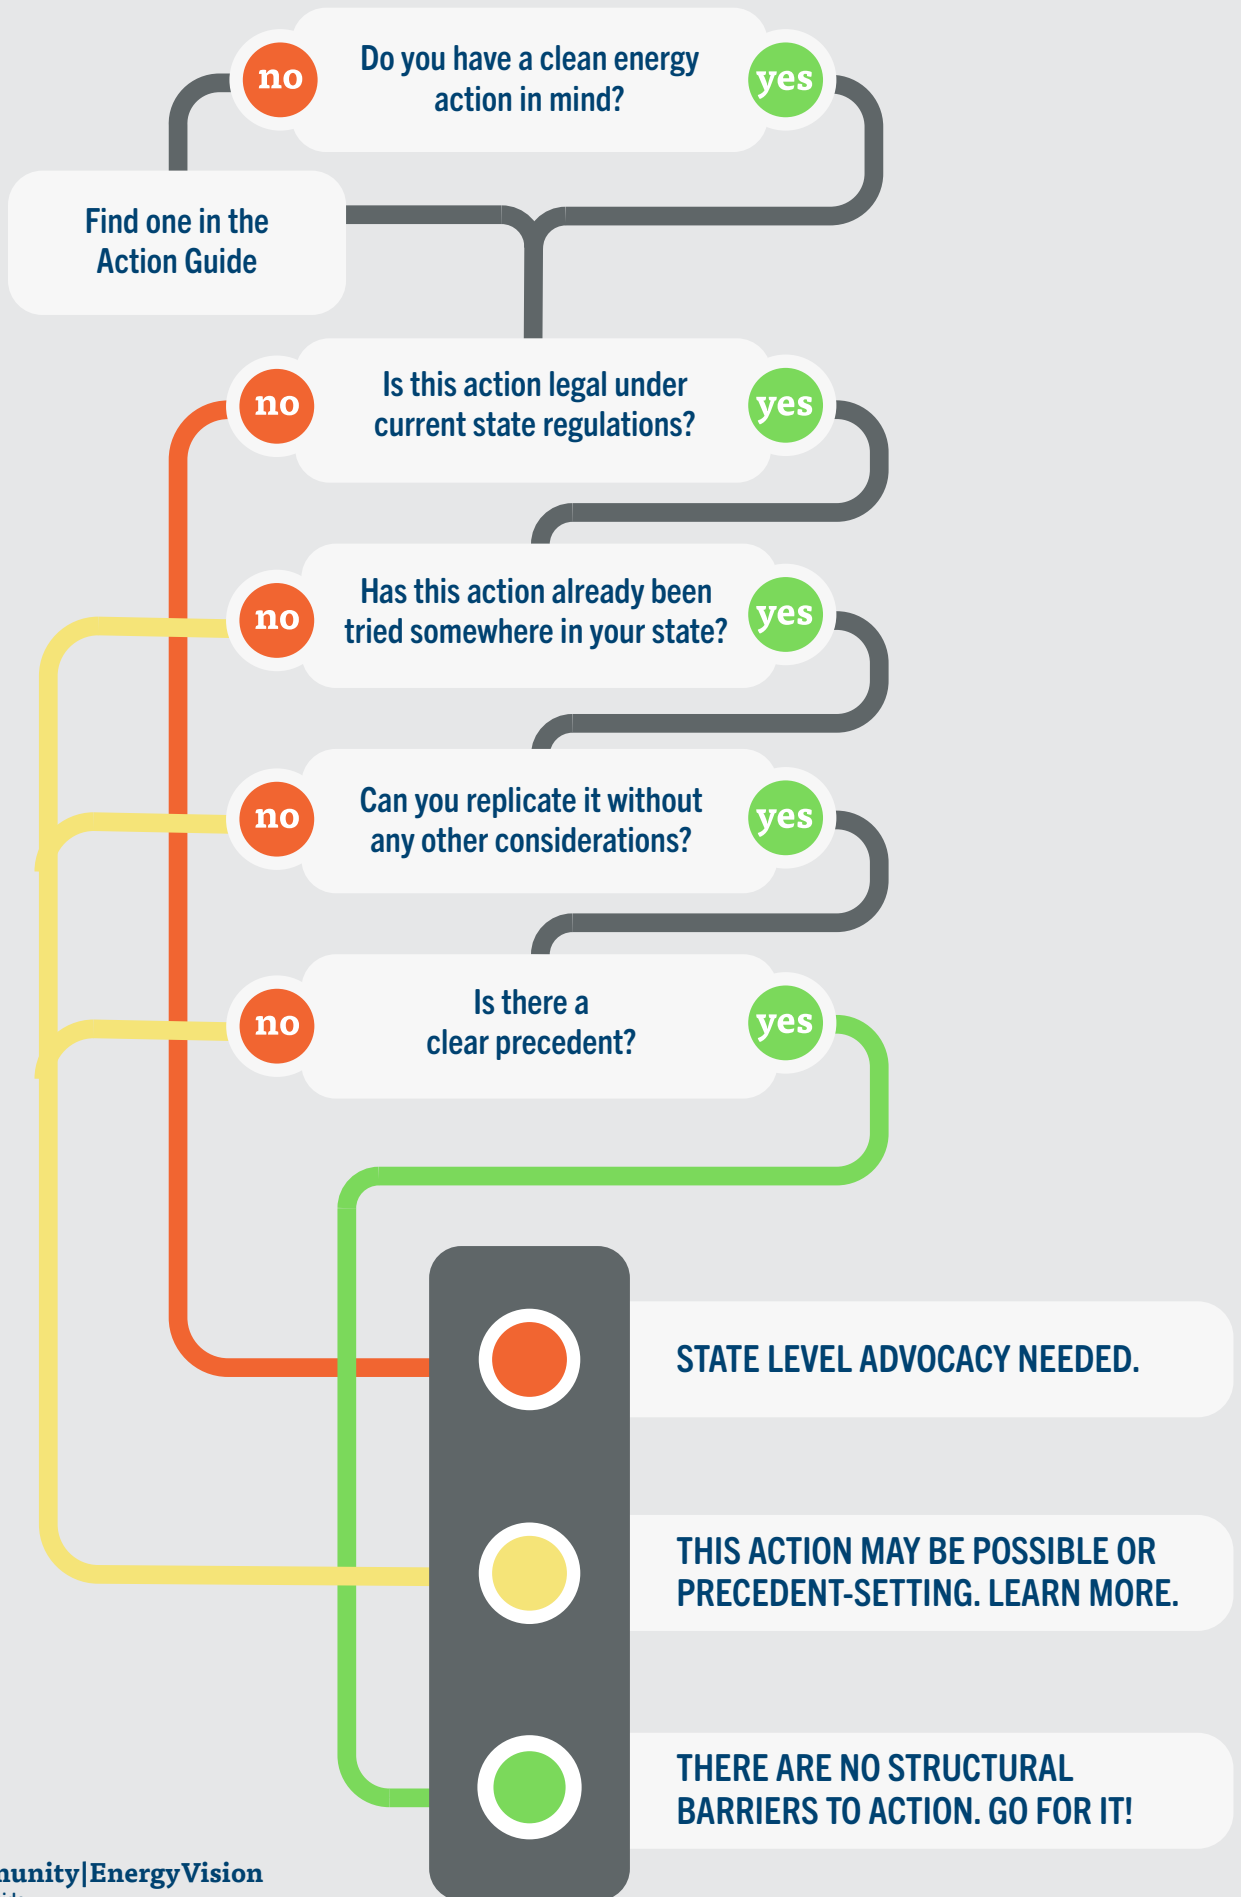 Do you have a clean energy
action in mind?
no
yes
Find one in the
Action Guide
Is this action legal under
current state regulations?
no
yes
Has this action already been
tried somewhere in your state?
no
yes
Can you replicate it without
any other considerations?
no
yes
Is there a
clear precedent?
no
yes
STATE LEVEL ADVOCACY NEEDED.
THIS ACTION MAY BE POSSIBLE OR
PRECEDENT-SETTING. LEARN MORE.
THERE ARE NO STRUCTURAL
BARRIERS TO ACTION. GO FOR IT!
munity|EnergyVision